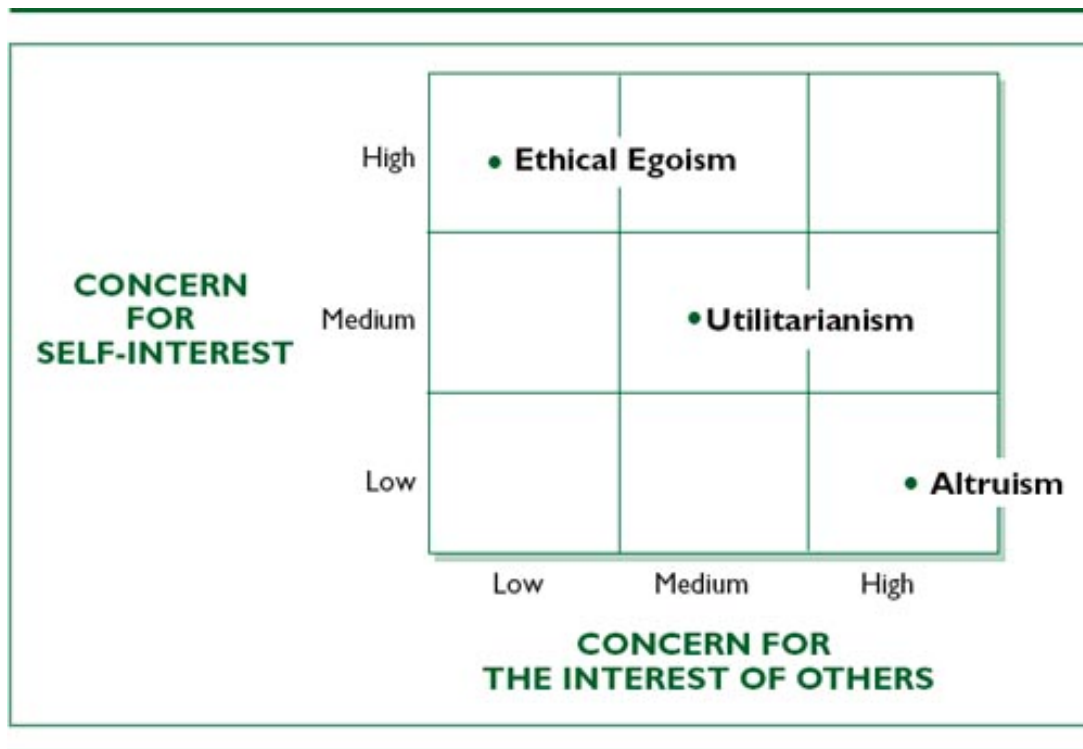 High
Ethical Egoism
CONCERN
FOR
SELF-INTEREST
Medium
Utilitarianism
Low
Altruism
Low
Medium
High
CONCERN FOR
THE INTEREST OF OTHERS